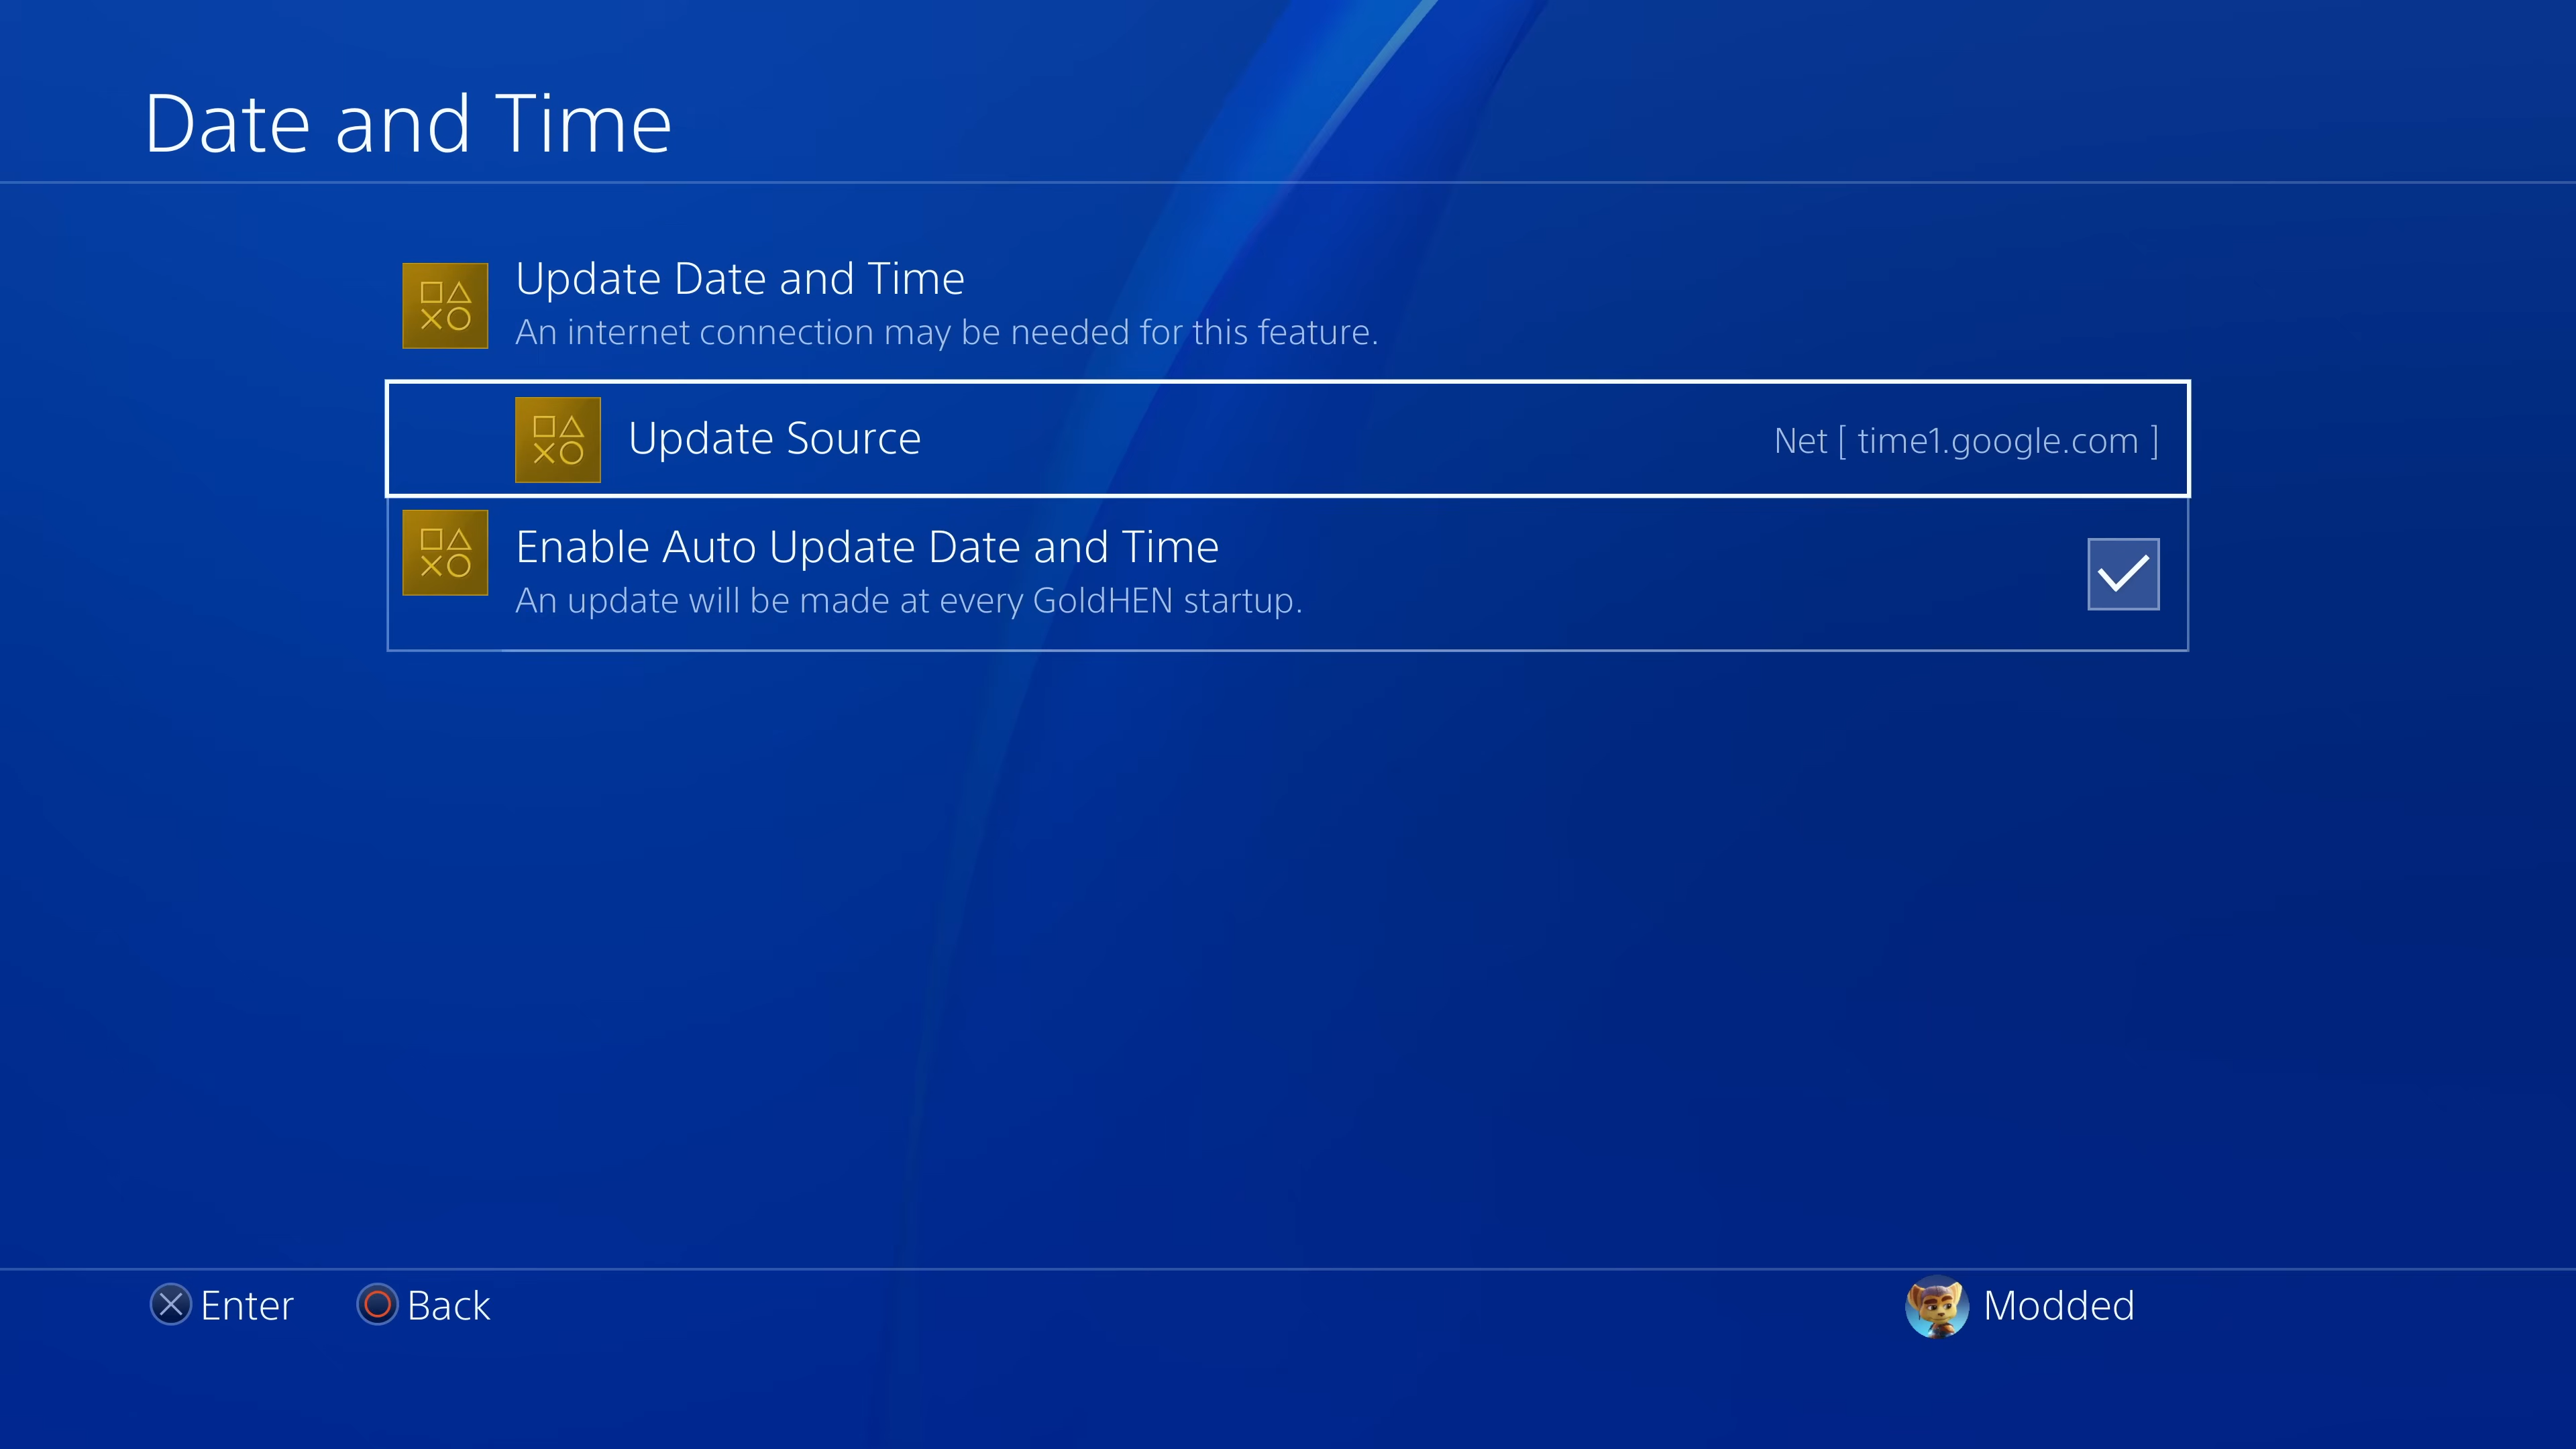 Date and Time
Update Date and Time
An internet connection may be needed for this feature.
Update Source
Net [ time1.google.com ]
Enable Auto Update Date and Time
An update will be made at every GoldHEN startup.
Enter
Back
Modded